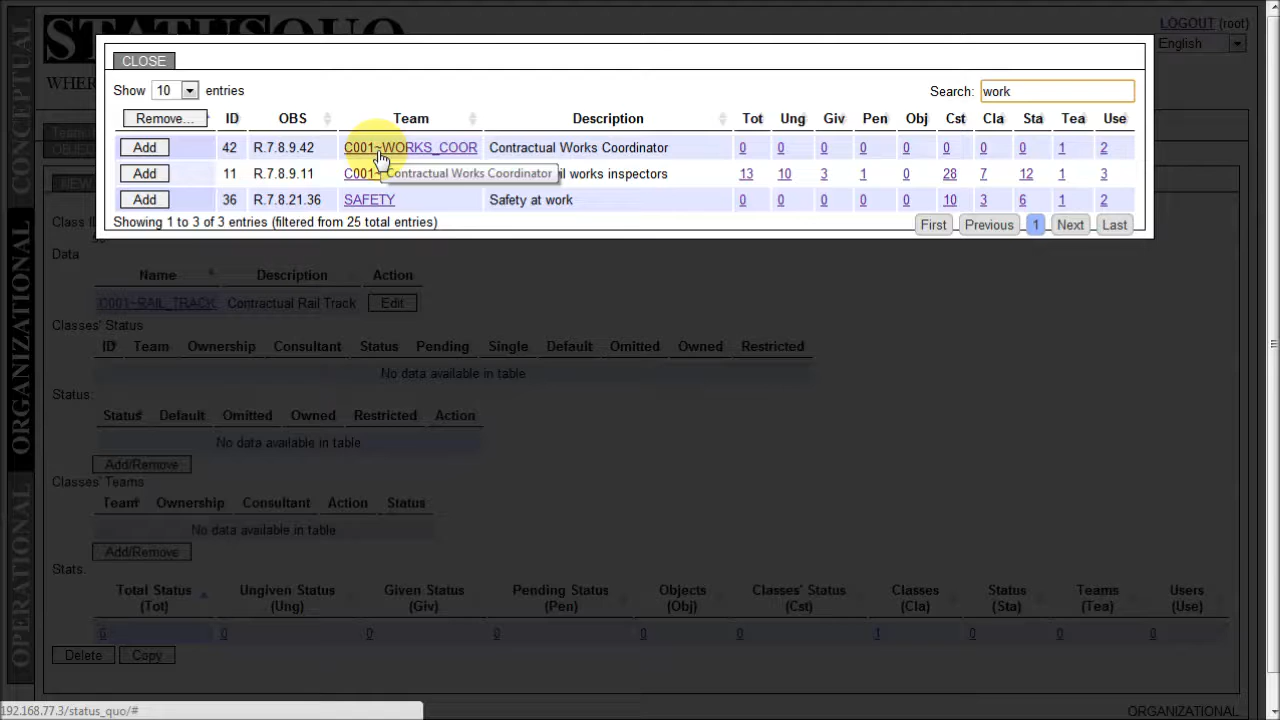 STATUSQUO
LOGOUT (root)
English
WHER
CONCEPTUAL
ORGANIZATIONAL
OPERATIONAL
CLOSE
Show 10 entries
Search: work
Remove... ID OBS Team Description Tot Ung Giv Pen Obj Cst Cla Sta Tea Use
Add 42 R.7.8.9.42 C001~WORKS_COOR Contractual Works Coordinator 0 0 0 0 0 0 0 0 1 2
Add 11 R.7.8.9.11 C001~ il works inspectors 13 10 3 1 0 28 7 12 1 3
Contractual Works Coordinator
Add 36 R.7.8.21.36 SAFETY Safety at work 0 0 0 0 0 10 3 6 1 2
Showing 1 to 3 of 3 entries (filtered from 25 total entries)
First Previous 1 Next Last
NEW
Data
Name Description Action
C001~RAIL_TRACK Contractual Rail Track Edit
Classes' Status
ID Team Ownership Consultant Status Pending Single Default Omitted Owned Restricted
No data available in table
Status:
Status Default Omitted Owned Restricted Action
No data available in table
Add/Remove
Classes' Teams
Team Ownership Consultant Action Status
No data available in table
Add/Remove
Stats:
Total Status (Tot) Ungiven Status (Ung) Given Status (Giv) Pending Status (Pen) Objects (Obj) Classes' Status (Cst) Classes (Cla) Status (Sta) Teams (Tea) Users (Use)
0 0 0 0 0 0 1 0 0 0
Delete Copy
192.168.77.3/status_quo/#
ORGANIZATIONAL